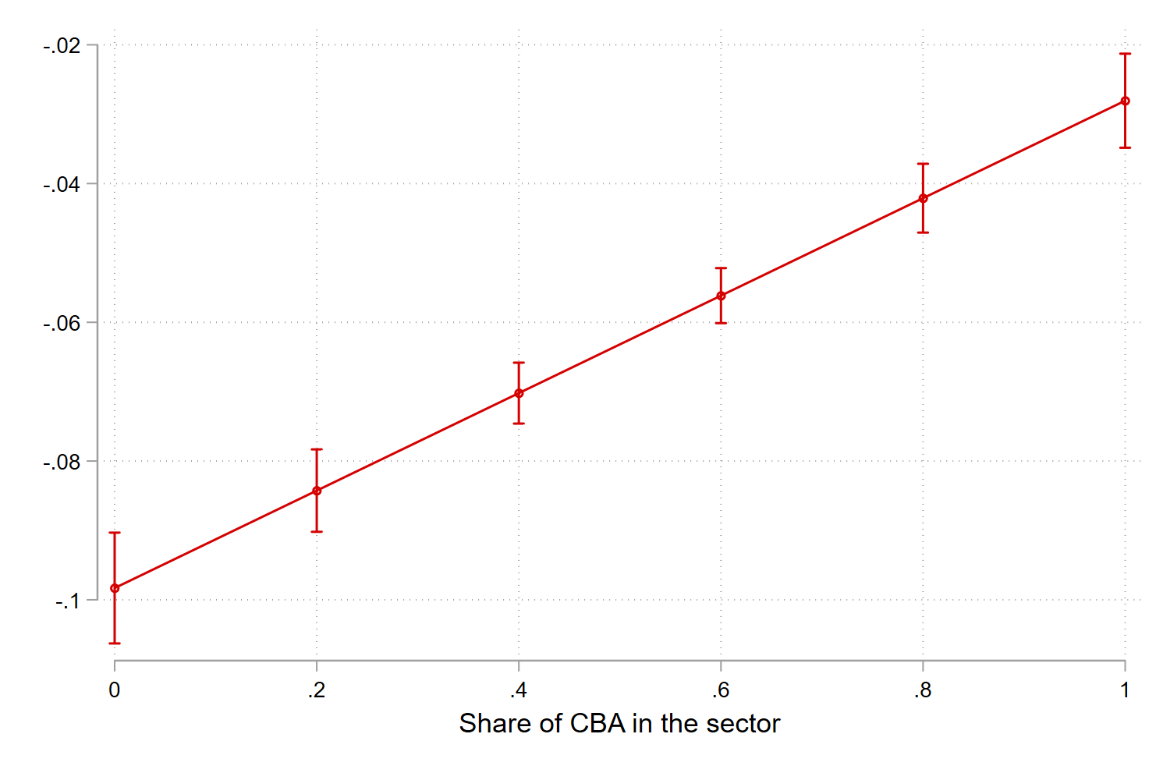 -.02
-.04
-.06
-.08
-.1
0 .2 .4 .6 .8 1
Share of CBA in the sector